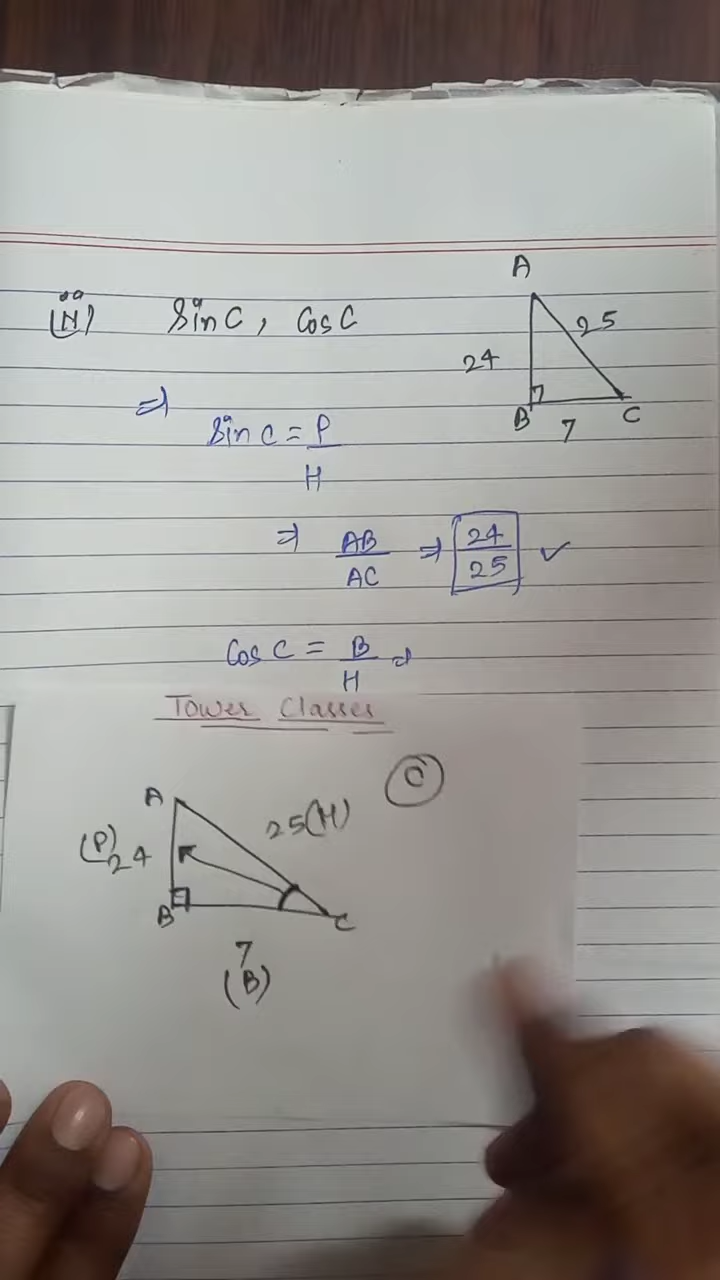 (ii) Sin C, Cos C
A
25
24
B
7
C
⇒
Sin C = P
H
⇒ AB ⇒ 24 ✓
AC 25
Cos C = B ⇒
H
Tower Classes
C
A
25(H)
(P)
24
B
C
7
(B)